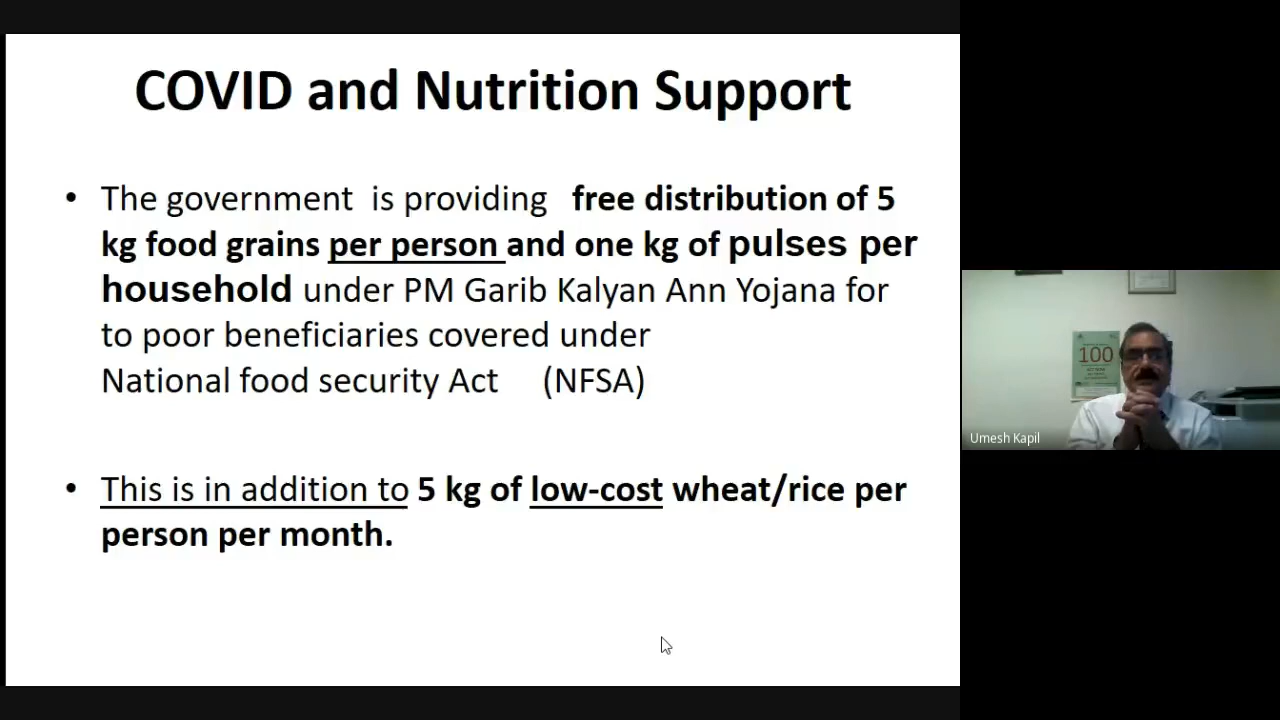 COVID and Nutrition Support
• The government is providing free distribution of 5
kg food grains per person and one kg of pulses per
household under PM Garib Kalyan Ann Yojana for
to poor beneficiaries covered under
National food security Act (NFSA)
• This is in addition to 5 kg of low-cost wheat/rice per
person per month.
100
Umesh Kapil